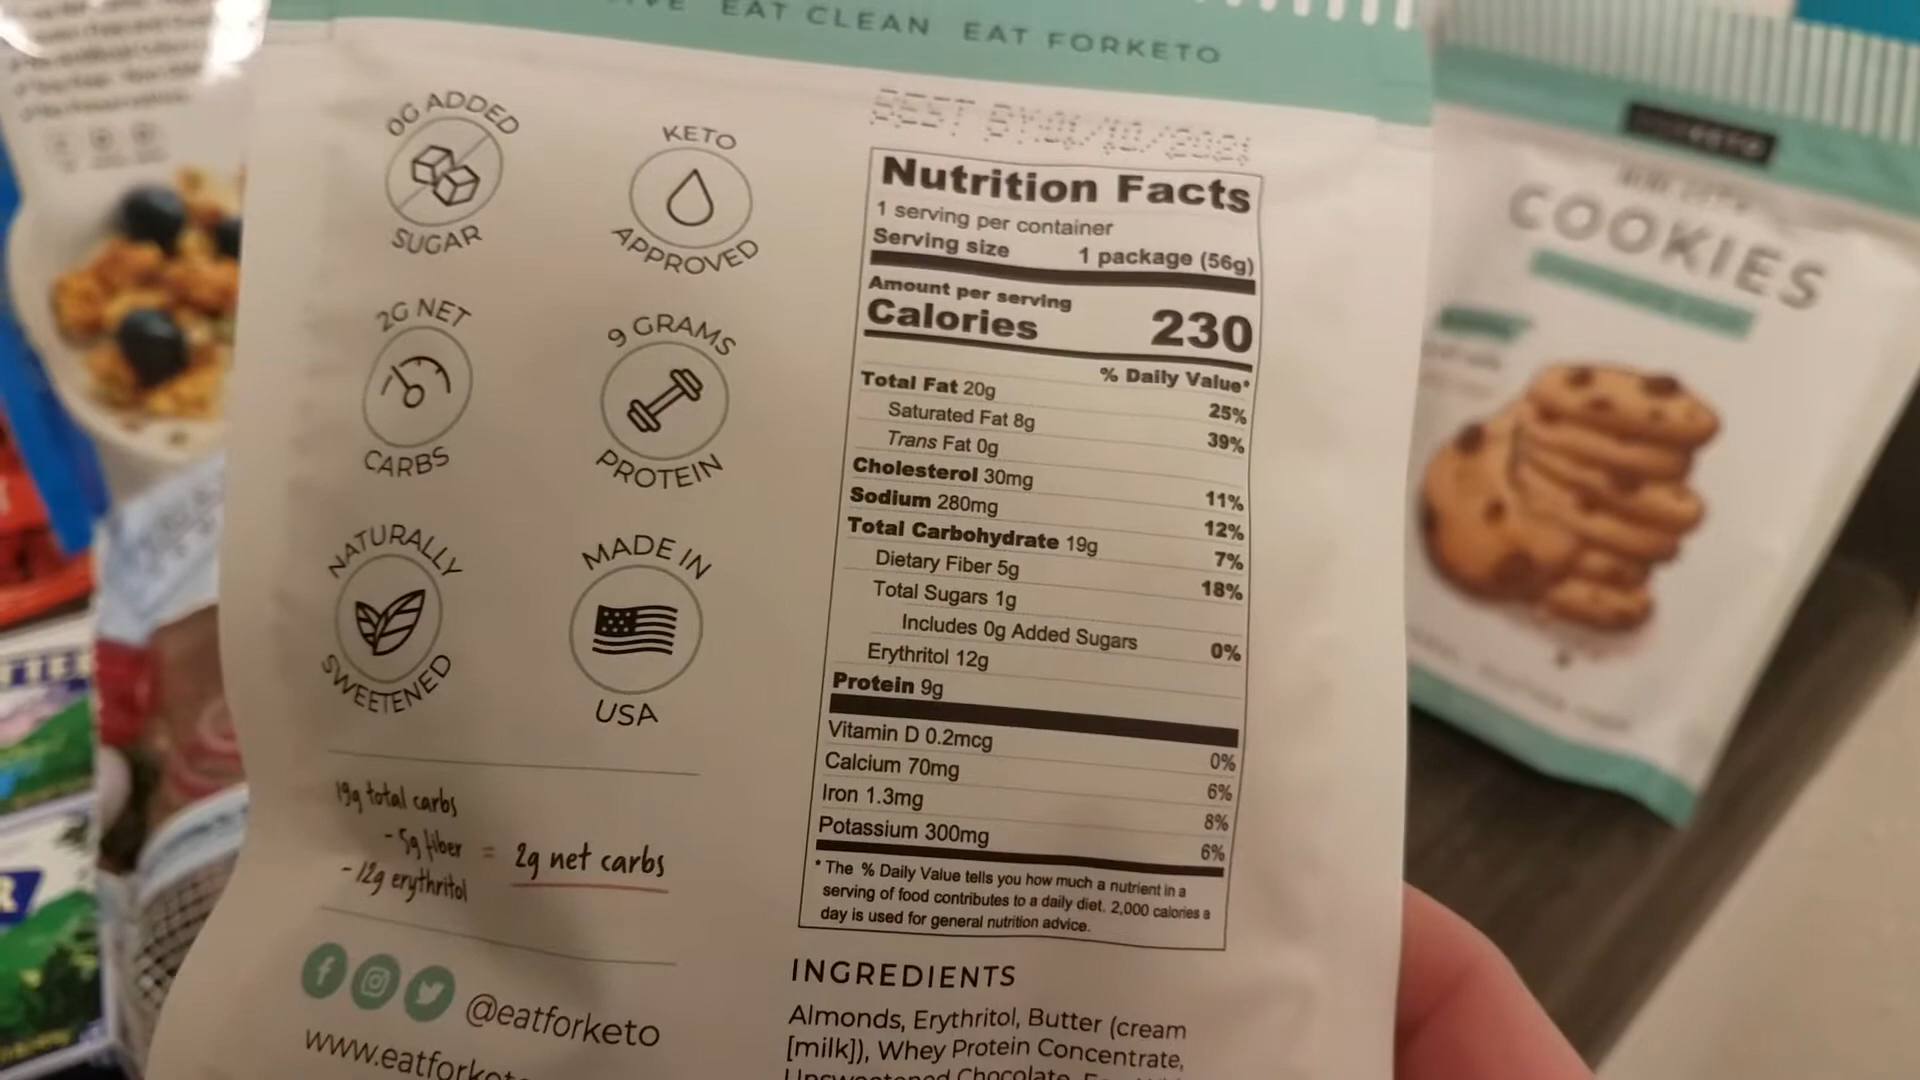 EAT CLEAN EAT FORKETO
0G ADDED
SUGAR
KETO
APPROVED
2G NET
CARBS
9 GRAMS
PROTEIN
NATURALLY
SWEETENED
MADE IN
USA
19g total carbs
- 5g fiber = 2g net carbs
- 12g erythritol
@eatforketo
BEST BY
Nutrition Facts
1 serving per container
Serving size 1 package (56g)
Amount per serving
Calories 230
% Daily Value*
Total Fat 20g 25%
Saturated Fat 8g 39%
Trans Fat 0g
Cholesterol 30mg 11%
Sodium 280mg 12%
Total Carbohydrate 19g 7%
Dietary Fiber 5g 18%
Total Sugars 1g
Includes 0g Added Sugars 0%
Erythritol 12g
Protein 9g
Vitamin D 0.2mcg 0%
Calcium 70mg 6%
Iron 1.3mg 8%
Potassium 300mg 6%
* The % Daily Value tells you how much a nutrient in a
serving of food contributes to a daily diet. 2,000 calories a
day is used for general nutrition advice.
INGREDIENTS
Almonds, Erythritol, Butter (cream
[milk]), Whey Protein Concentrate,
Unsweetened Chocolate,
COOKIES